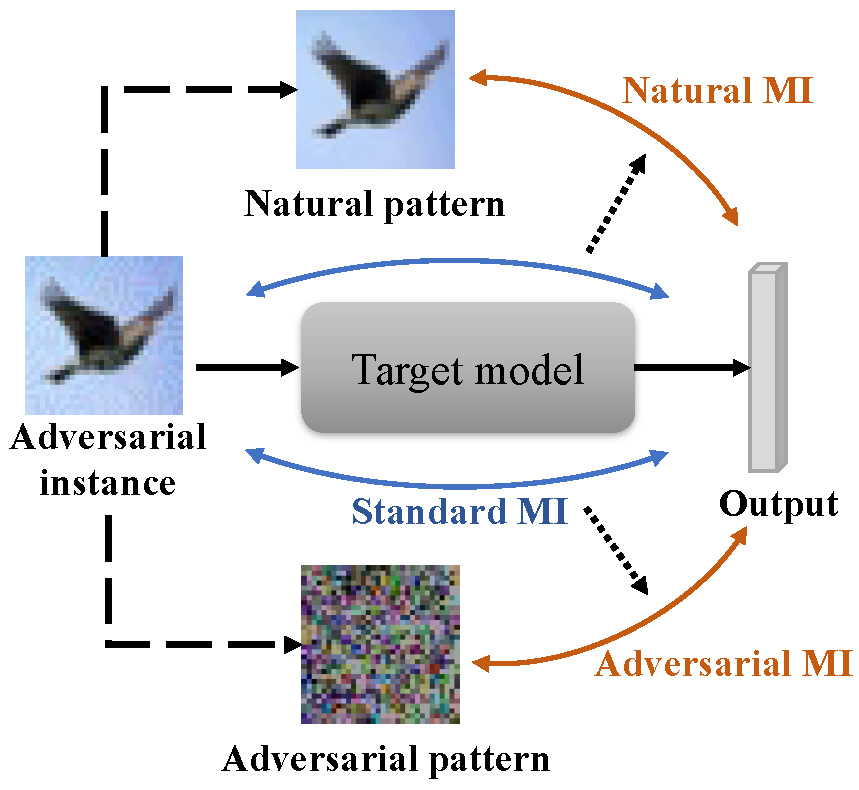 Natural MI
Natural pattern
Target model
Adversarial
instance
Standard MI
Output
Adversarial MI
Adversarial pattern